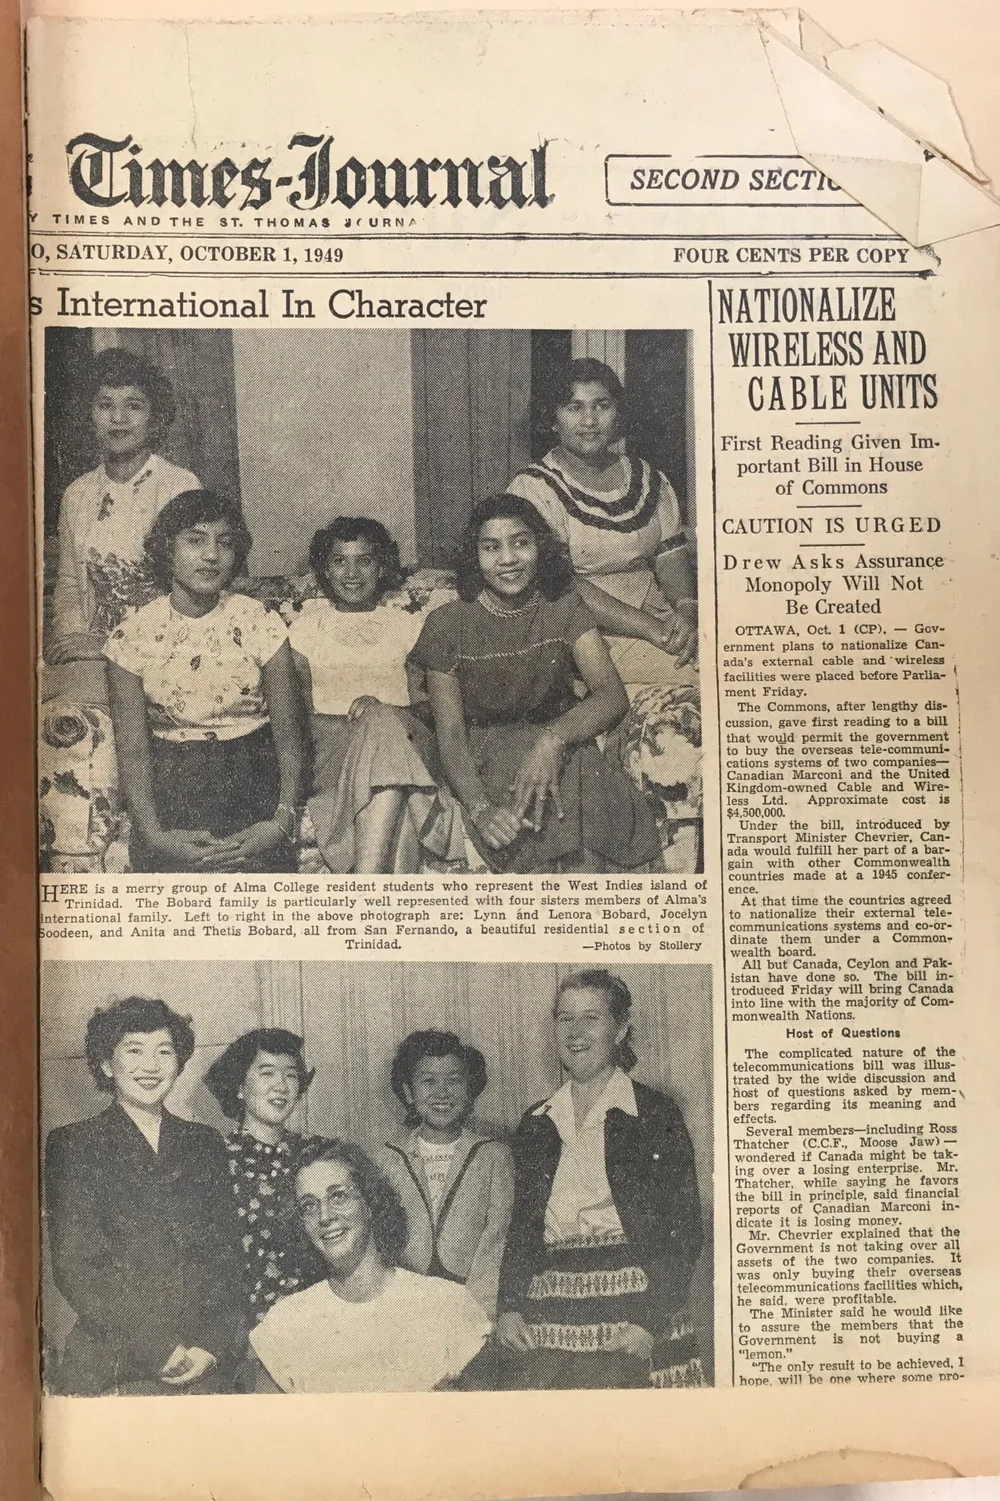 Times-Journal
SECOND SECTIO
Y TIMES AND THE ST. THOMAS JOURNA
O, SATURDAY, OCTOBER 1, 1949
FOUR CENTS PER COPY
s International In Character
HERE is a merry group of Alma College resident students who represent the West Indies island of
Trinidad. The Bobard family is particularly well represented with four sisters members of Alma's
international family. Left to right in the above photograph are: Lynn and Lenora Bobard, Jocelyn
Soodeen, and Anita and Thetis Bobard, all from San Fernando, a beautiful residential section of
Trinidad.
—Photos by Stollery
NATIONALIZE
WIRELESS AND
CABLE UNITS
First Reading Given Im-
portant Bill in House
of Commons
CAUTION IS URGED
Drew Asks Assurance
Monopoly Will Not
Be Created
OTTAWA, Oct. 1 (CP). — Gov-
ernment plans to nationalize Can-
ada's external cable and wireless
facilities were placed before Parlia-
ment Friday.
The Commons, after lengthy dis-
cussion, gave first reading to a bill
that would permit the government
to buy the overseas tele-communi-
cations systems of two companies—
Canadian Marconi and the United
Kingdom-owned Cable and Wire-
less Ltd. Approximate cost is
$4,500,000.
Under the bill, introduced by
Transport Minister Chevrier, Can-
ada would fulfill her part of a bar-
gain with other Commonwealth
countries made at a 1945 confer-
ence.
At that time the countries agreed
to nationalize their external tele-
communications systems and co-or-
dinate them under a Common-
wealth board.
All but Canada, Ceylon and Pak-
istan have done so. The bill in-
troduced Friday will bring Canada
into line with the majority of Com-
monwealth Nations.
Host of Questions
The complicated nature of the
telecommunications bill was illus-
trated by the wide discussion and
host of questions asked by mem-
bers regarding its meaning and
effects.
Several members—including Ross
Thatcher (C.C.F., Moose Jaw) —
wondered if Canada might be tak-
ing over a losing enterprise. Mr.
Thatcher, while saying he favors
the bill in principle, said financial
reports of Canadian Marconi in-
dicate it is losing money.
Mr. Chevrier explained that the
Government is not taking over all
assets of the two companies. It
was only buying their overseas
telecommunications facilities which,
he said, were profitable.
The Minister said he would like
to assure the members that the
Government is not buying a
"lemon."
"The only result to be achieved, I
hope, will be one where some pro-